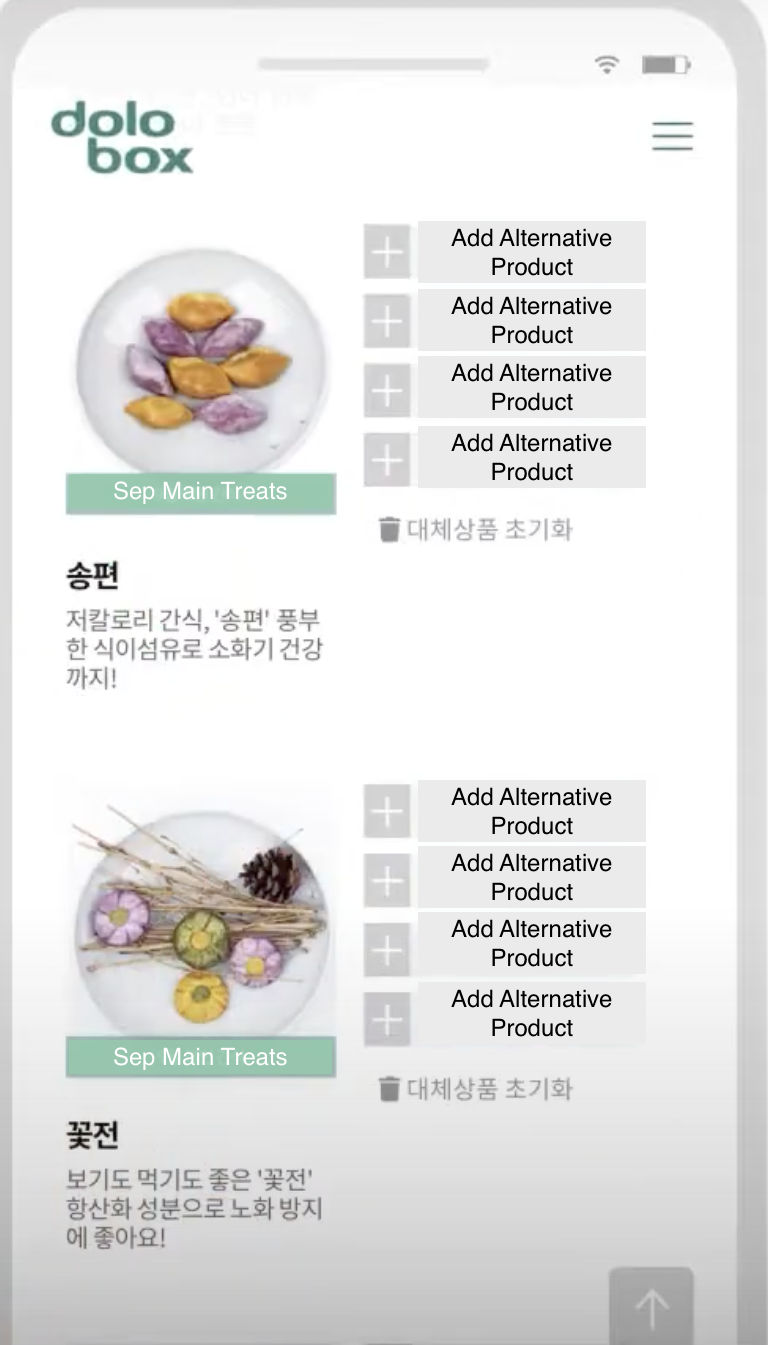 dolo
box
Add Alternative
Product
Add Alternative
Product
Add Alternative
Product
Add Alternative
Product
Sep Main Treats
대체상품 초기화
송편
저칼로리 간식, '송편' 풍부
한 식이섬유로 소화기 건강
까지!
Add Alternative
Product
Add Alternative
Product
Add Alternative
Product
Add Alternative
Product
Sep Main Treats
대체상품 초기화
꽃전
보기도 먹기도 좋은 '꽃전'
항산화 성분으로 노화 방지
에 좋아요!